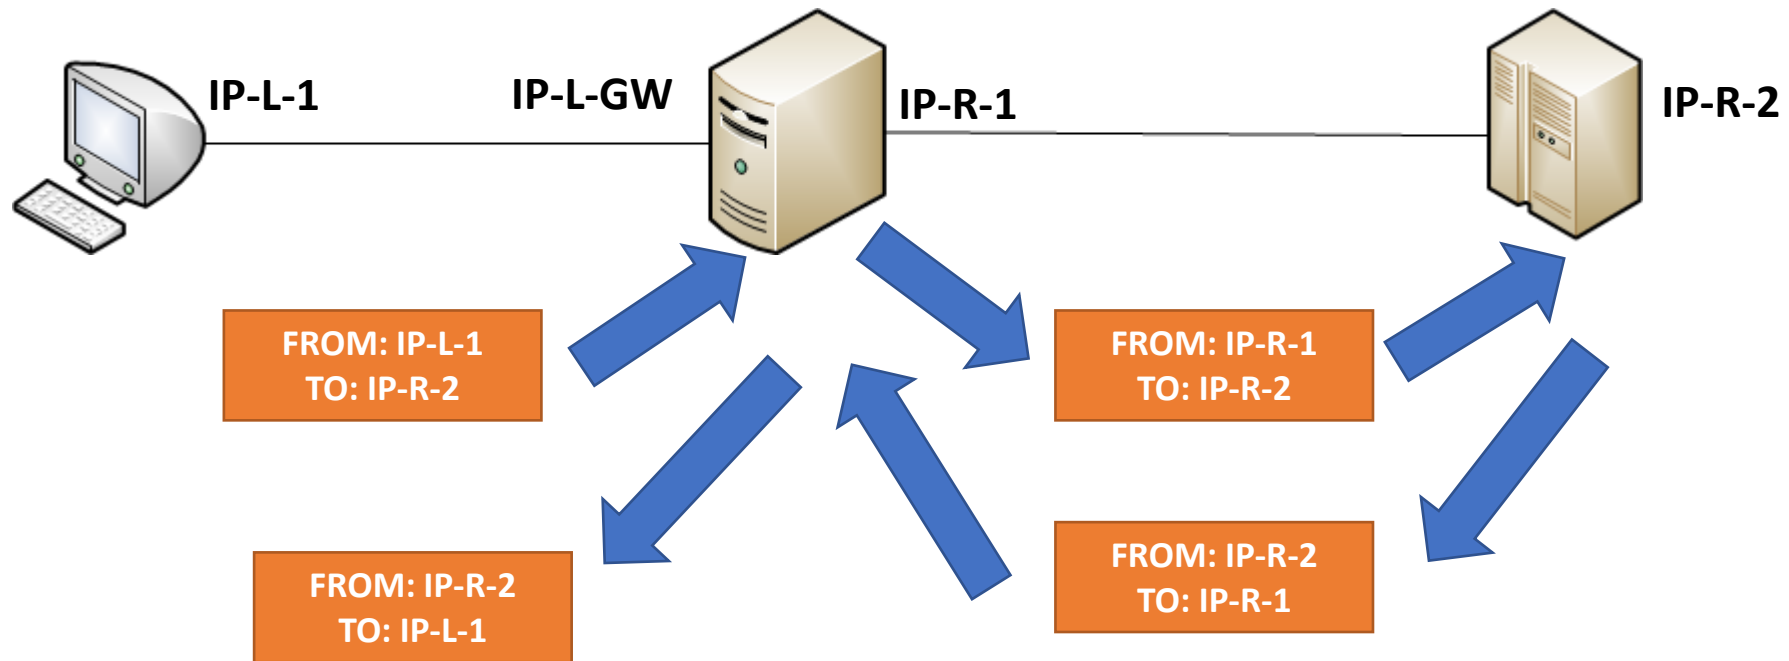 IP-L-1
IP-L-GW
IP-R-1
IP-R-2
FROM: IP-L-1
TO: IP-R-2
FROM: IP-R-1
TO: IP-R-2
FROM: IP-R-2
TO: IP-L-1
FROM: IP-R-2
TO: IP-R-1